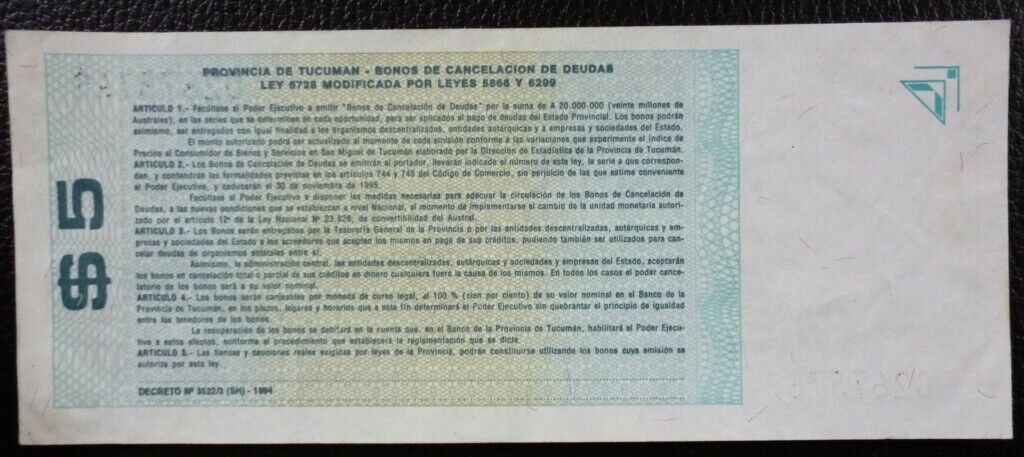 PROVINCIA DE TUCUMAN - BONOS DE CANCELACION DE DEUDAS
LEY 5728 MODIFICADA POR LEYES 5866 Y 6299
ARTICULO 1.- Facúltase al Poder Ejecutivo a emitir "Bonos de Cancelación de Deudas" por la suma de A 20.000.000 (veinte millones de
Australes), en las series que se determinen en cada oportunidad, para ser aplicados al pago de deudas del Estado Provincial. Los bonos podrán
asimismo, ser entregados con igual finalidad a los organismos descentralizados, entidades autárquicas y a empresas y sociedades del Estado.
El monto autorizado podrá ser actualizado al momento de cada emisión conforme a las variaciones que experimente el índice de
Precios al Consumidor de Bienes y Servicios en San Miguel de Tucumán elaborado por la Dirección de Estadística de la Provincia de Tucumán.
ARTICULO 2.- Los Bonos de Cancelación de Deudas se emitirán al portador, llevarán indicado el número de esta ley, la serie a que correspon-
den, y contendrán las formalidades previstas en los artículos 744 y 745 del Código de Comercio, sin perjuicio de las que estime conveniente
el Poder Ejecutivo, y caducarán el 30 de noviembre de 1995.
Facúltase al Poder Ejecutivo a disponer las medidas necesarias para adecuar la circulación de los Bonos de Cancelación de
Deudas, a las nuevas condiciones que se establezcan a nivel Nacional, al momento de implementarse el cambio de la unidad monetaria autori-
zado por el artículo 12º de la Ley Nacional Nº 23.928, de convertibilidad del Austral.
ARTICULO 3.- Los Bonos serán entregados por la Tesorería General de la Provincia o por las entidades descentralizadas, autárquicas y em-
presas y sociedades del Estado a los acreedores que acepten los mismos en pago de sus créditos, pudiendo también ser utilizados para can-
celar deudas de organismos estatales entre sí.
Asimismo, la administración central, las entidades descentralizadas, autárquicas y sociedades y empresas del Estado, aceptarán
los bonos en cancelación total o parcial de sus créditos en dinero cualquiera fuera la causa de los mismos. En todos los casos el poder cance-
latorio de los bonos será a su valor nominal.
ARTICULO 4.- Los bonos serán canjeables por moneda de curso legal, al 100 % (cien por ciento) de su valor nominal en el Banco de la
Provincia de Tucumán, en los plazos, lugares y horarios que a este fin determinará el Poder Ejecutivo sin quebrantar el principio de igualdad
entre los tenedores de los bonos.
La recuperación de los bonos se debitará en la cuenta que, en el Banco de la Provincia de Tucumán, habilitará el Poder Ejecu-
tivo a estos efectos, conforme al procedimiento que establecerá la reglamentación que se dicte.
ARTICULO 5.- Las fianzas y cauciones reales exigidas por leyes de la Provincia, podrán constituirse utilizando los bonos cuya emisión se
autoriza por esta ley.
DECRETO Nº 3522/3 (SH) - 1994
$ 5